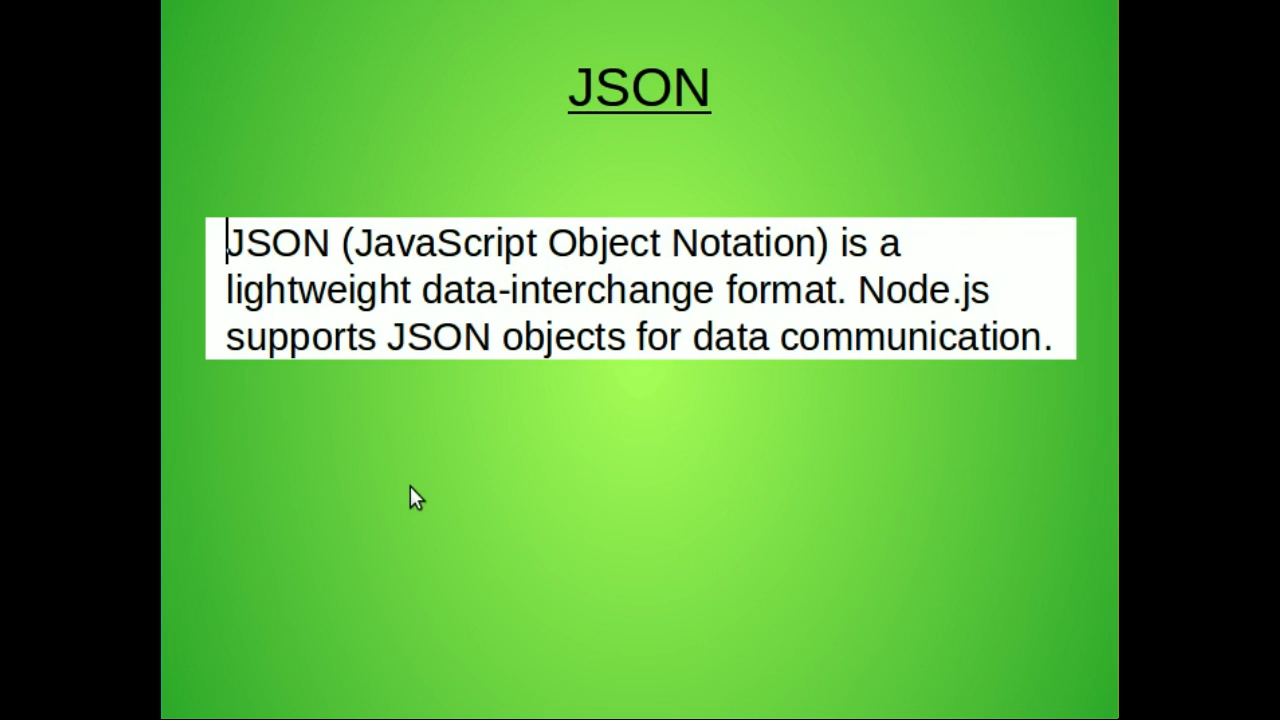 JSON
JSON (JavaScript Object Notation) is a
lightweight data-interchange format. Node.js
supports JSON objects for data communication.